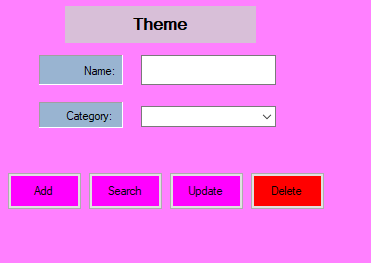 Theme
Name:
Category:
Add
Search
Update
Delete